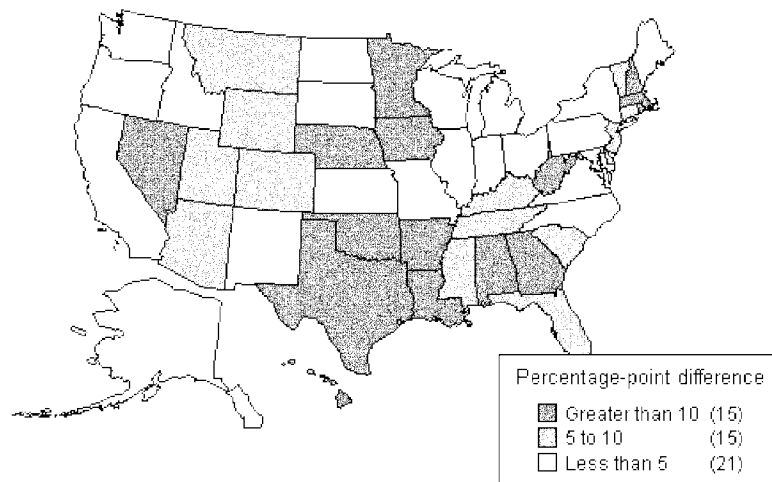 Percentage-point difference
Greater than 10 (15)
5 to 10 (15)
Less than 5 (21)